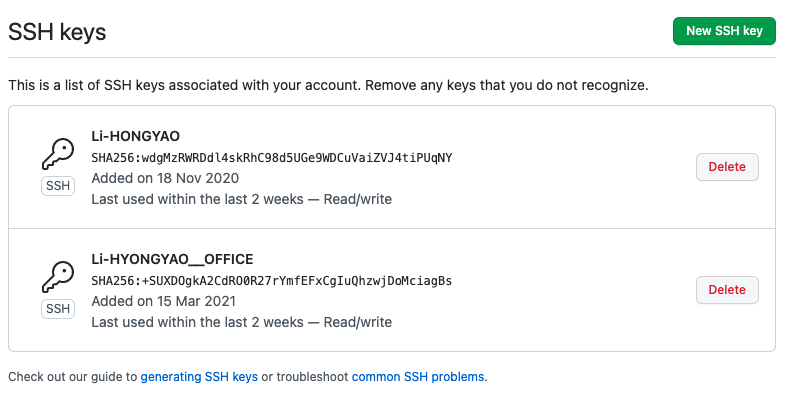 SSH keys
New SSH key
This is a list of SSH keys associated with your account. Remove any keys that you do not recognize.
Li-HONGYAO
SHA256:wdgMzRWRDdl4skRhC98d5UGe9WDCuVaiZVJ4tiPUqNY
Added on 18 Nov 2020
Last used within the last 2 weeks — Read/write
SSH
Delete
Li-HYONGYAO__OFFICE
SHA256:+SUXDOgkA2CdRO0R27rYmfEFxCgIuQhzwjDoMciagBs
Added on 15 Mar 2021
Last used within the last 2 weeks — Read/write
SSH
Delete
Check out our guide to generating SSH keys or troubleshoot common SSH problems.